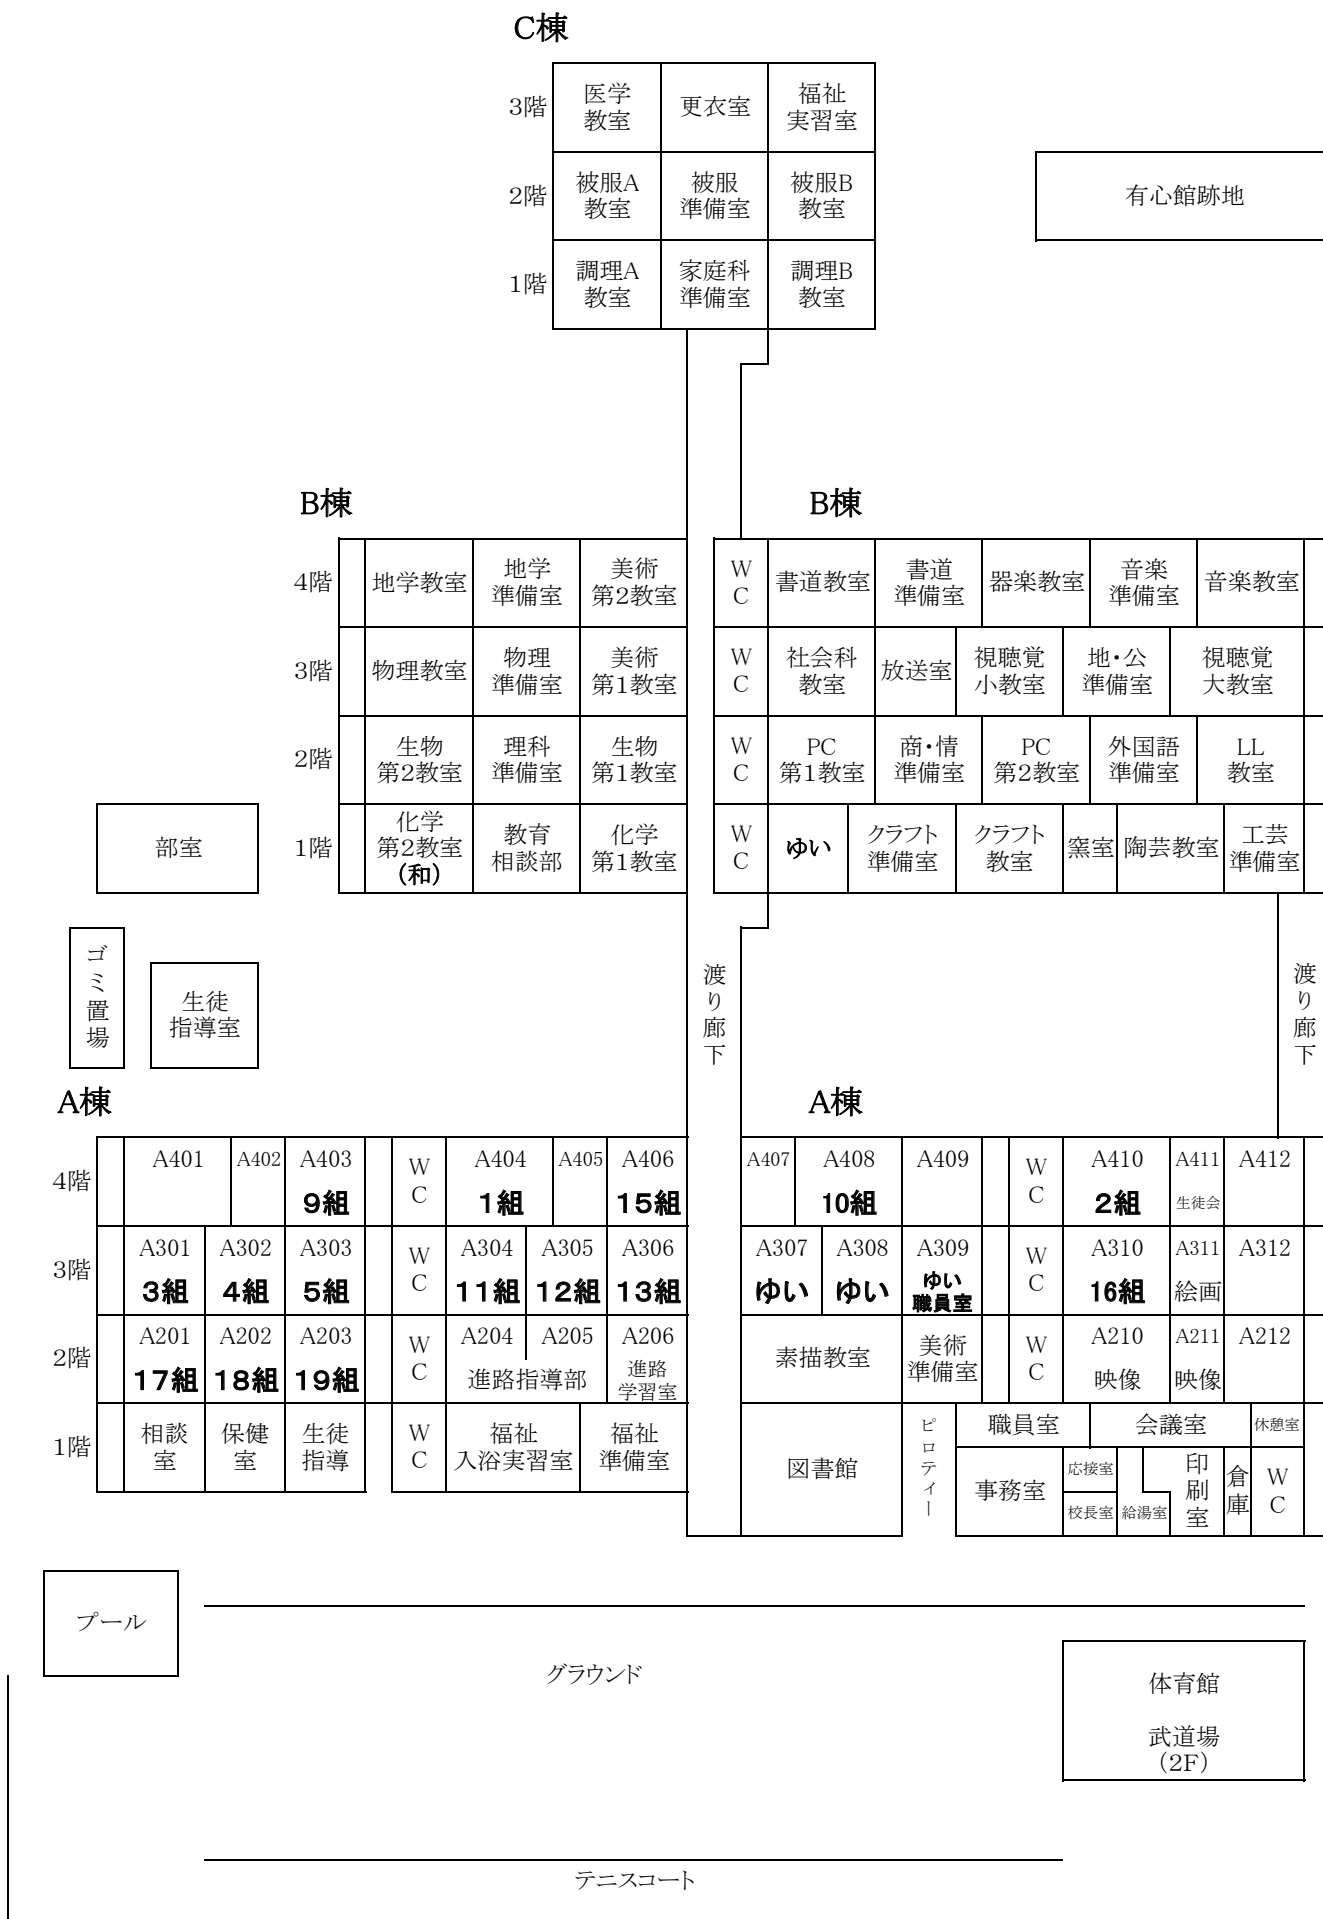 C棟
3階
医学
教室
更衣室
福祉
実習室
2階
被服A
教室
被服
準備室
被服B
教室
有心館跡地
1階
調理A
教室
家庭科
準備室
調理B
教室
B棟
B棟
4階
地学教室
地学
準備室
美術
第2教室
W
C
書道教室
書道
準備室
器楽教室
音楽
準備室
音楽教室
3階
物理教室
物理
準備室
美術
第1教室
W
C
社会科
教室
放送室
視聴覚
小教室
地・公
準備室
視聴覚
大教室
2階
生物
第2教室
理科
準備室
生物
第1教室
W
C
PC
第1教室
商・情
準備室
PC
第2教室
外国語
準備室
LL
教室
部室
1階
化学
第2教室
(和)
教育
相談部
化学
第1教室
W
C
ゆい
クラフト
準備室
クラフト
教室
窯室
陶芸教室
工芸
準備室
ゴミ置場
生徒
指導室
渡り廊下
渡り廊下
A棟
A棟
4階
A401
A402
A403
9組
W
C
A404
1組
A405
A406
15組
A407
A408
10組
A409
W
C
A410
2組
A411
生徒会
A412
3階
A301
3組
A302
4組
A303
5組
W
C
A304
11組
A305
12組
A306
13組
A307
ゆい
A308
ゆい
A309
ゆい
職員室
W
C
A310
16組
A311
絵画
A312
2階
A201
17組
A202
18組
A203
19組
W
C
A204
A205
進路指導部
A206
進路
学習室
素描教室
美術
準備室
W
C
A210
映像
A211
映像
A212
1階
相談
室
保健
室
生徒
指導
W
C
福祉
入浴実習室
福祉
準備室
図書館
ピロティー
職員室
会議室
休憩室
事務室
応接室
校長室
給湯室
印刷室
倉庫
W
C
プール
グラウンド
体育館
武道場
(2F)
テニスコート